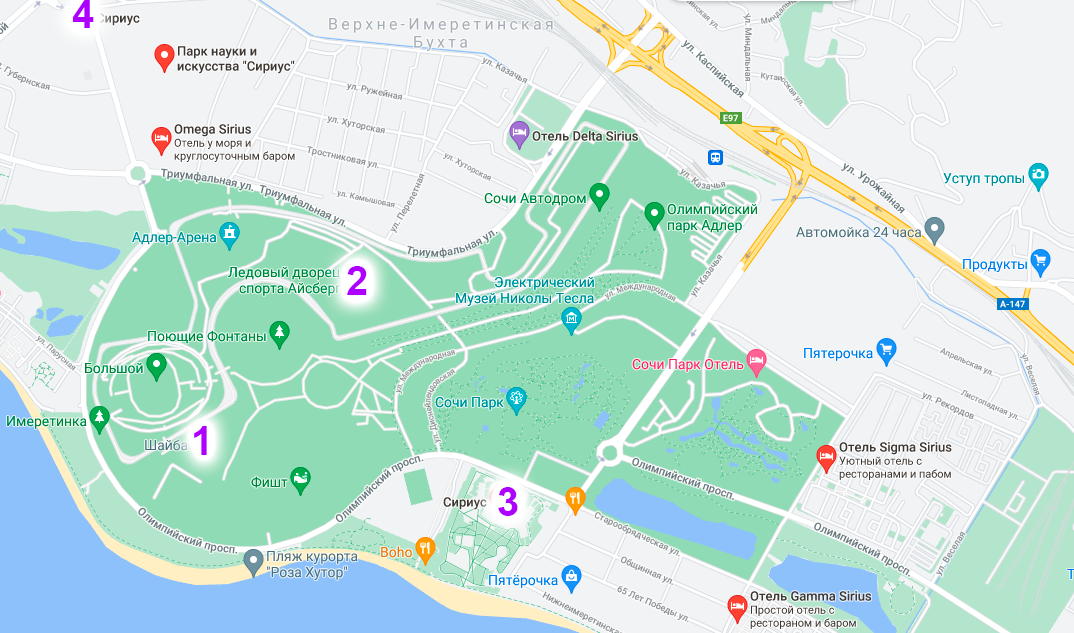 4
Сириус
Верхне-Имеретинская
Бухта
Парк науки и
искусства "Сириус"
ул. Губернская
Omega Sirius
Отель у моря и
круглосуточным баром
ул. Казачья
ул. Ружейная
ул. Хуторская
Тростниковая ул.
ул. Хуторская
ул. Камышовая
ул. Перелетная
Отель Delta Sirius
ул. Каспийская
ул. Миндальная
Миндальная
Кутаисская ул.
E97
ул. Казачья
ул. Урожайная
Уступ тропы
Триумфальная ул.
Триумфальная ул.
Триумфальная ул.
Сочи Автодром
Олимпийский
парк Адлер
Автомойка 24 часа
Адлер-Арена
Продукты
Ледовый дворец
спорта Айсберг
2
Электрический
Музей Николы Тесла
ул. Международная
ул. Казачья
А-147
Поющие Фонтаны
ул. Парусная
Большой
ул. Международная
ул. Диснейлендовская
Сочи Парк Отель
Пятерочка
Апрельская ул.
ул. Веселая
Листопадная ул.
ул. Рекордов
Сочи Парк
Имеретинка
Шайба
1
Отель Sigma Sirius
Уютный отель с
ресторанами и пабом
Фишт
Олимпийский просп.
Олимпийский просп.
Олимпийский просп.
Олимпийский просп.
Сириус
3
Старообрядческая ул.
ул. Веселая
Boho
Пляж курорта
"Роза Хутор"
Общинная ул.
Пятёрочка
65 Лет Победы ул.
Нижнеимеретинская
Отель Gamma Sirius
Простой отель с
рестораном и баром